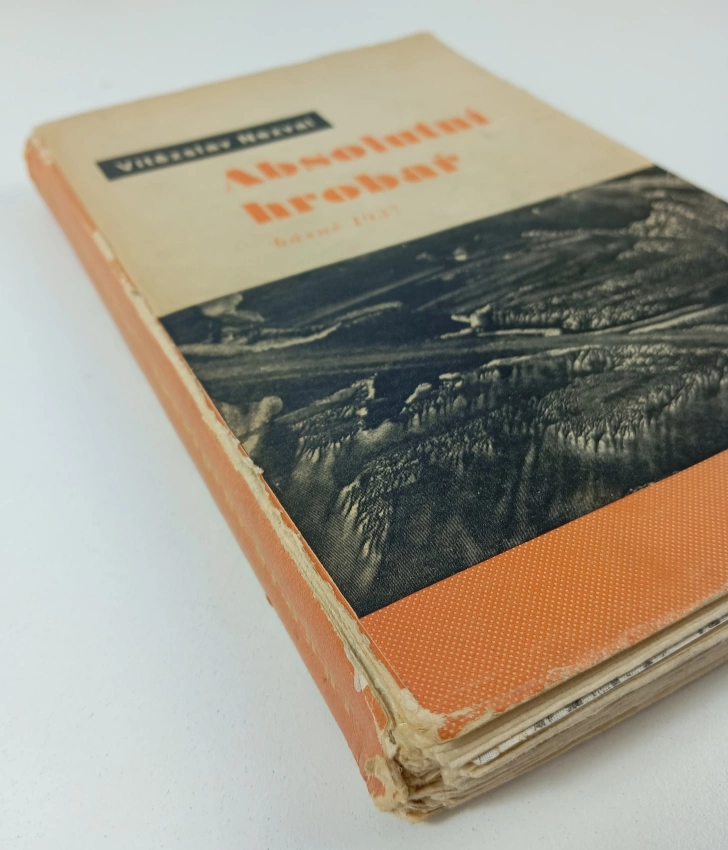 Vítězslav Nezval
Absolutní
hrobař
básně 1937